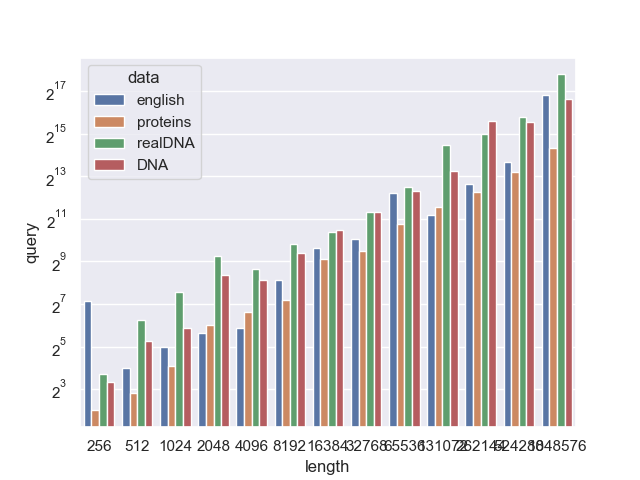 data
english
proteins
realDNA
DNA
2^17
2^15
2^13
2^11
2^9
2^7
2^5
2^3
query
256 512 1024 2048 4096 8192 16384 32768 65536 131072 262144 524288 1048576
length